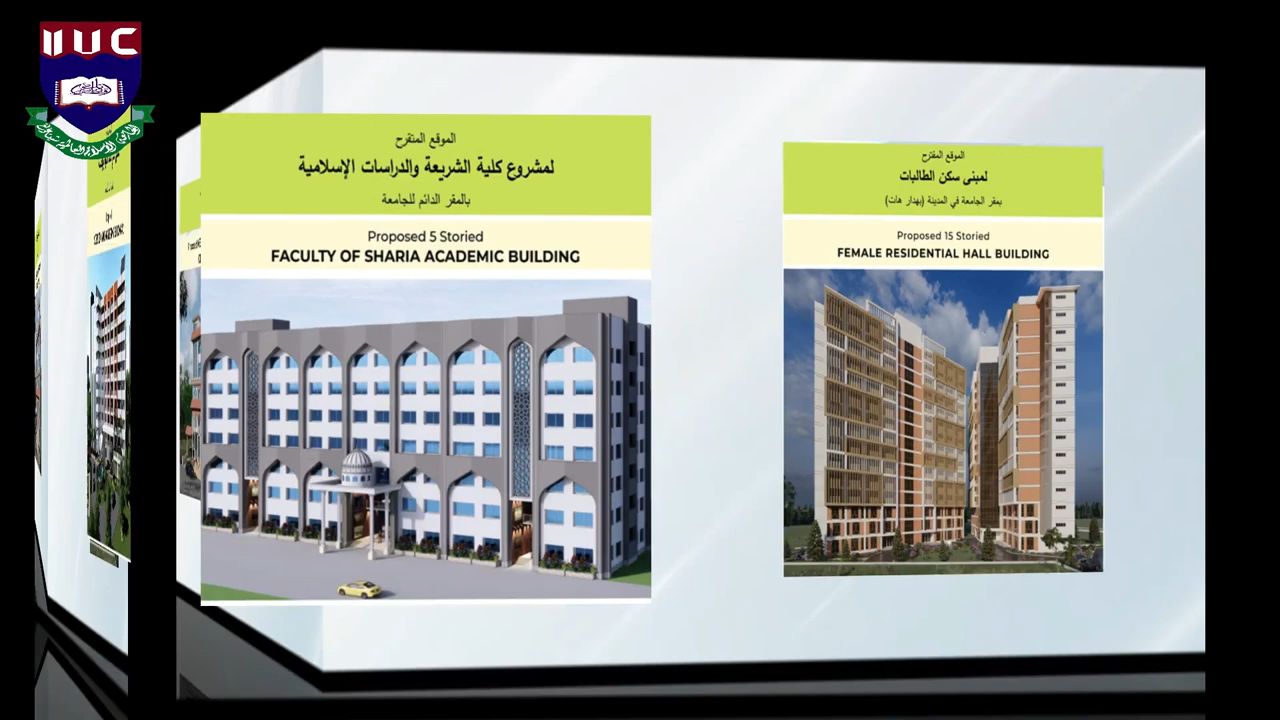 IIUC
الموقع المتقرح
لمشروع كلية الشريعة والدراسات الإسلامية
بالمقر الدائم للجامعة
Proposed 5 Storied
FACULTY OF SHARIA ACADEMIC BUILDING
الموقع المقترح
لمبنى سكن الطالبات
بمقر الجامعة في المدينة (بهدار هات)
Proposed 15 Storied
FEMALE RESIDENTIAL HALL BUILDING